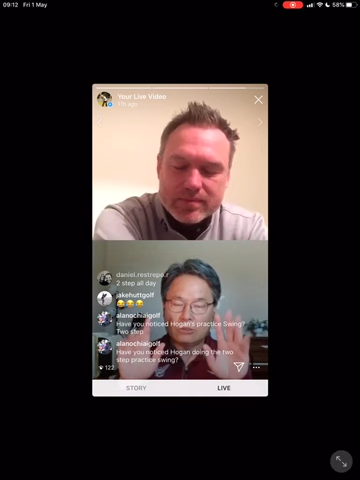 09:12 Fri 1 May
58%
Your Live Video
STORY
LIVE
daniel.restrepo.r
2 step all day
jakehuttgolf
😂😂😂
alanochiaigolf
Have you noticed Hogan's practice Swing?
Two step
alanochiaigolf
Have you noticed Hogan doing the two
step practice swing?
122